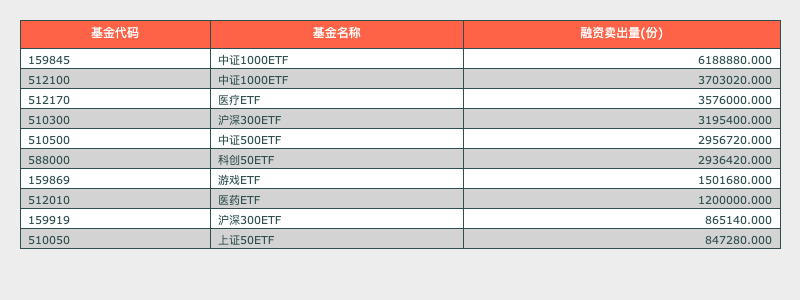 基金代码 基金名称 融资卖出量(份)
159845 中证1000ETF 6188880.000
512100 中证1000ETF 3703020.000
512170 医疗ETF 3576000.000
510300 沪深300ETF 3195400.000
510500 中证500ETF 2956720.000
588000 科创50ETF 2936420.000
159869 游戏ETF 1501680.000
512010 医药ETF 1200000.000
159919 沪深300ETF 865140.000
510050 上证50ETF 847280.000